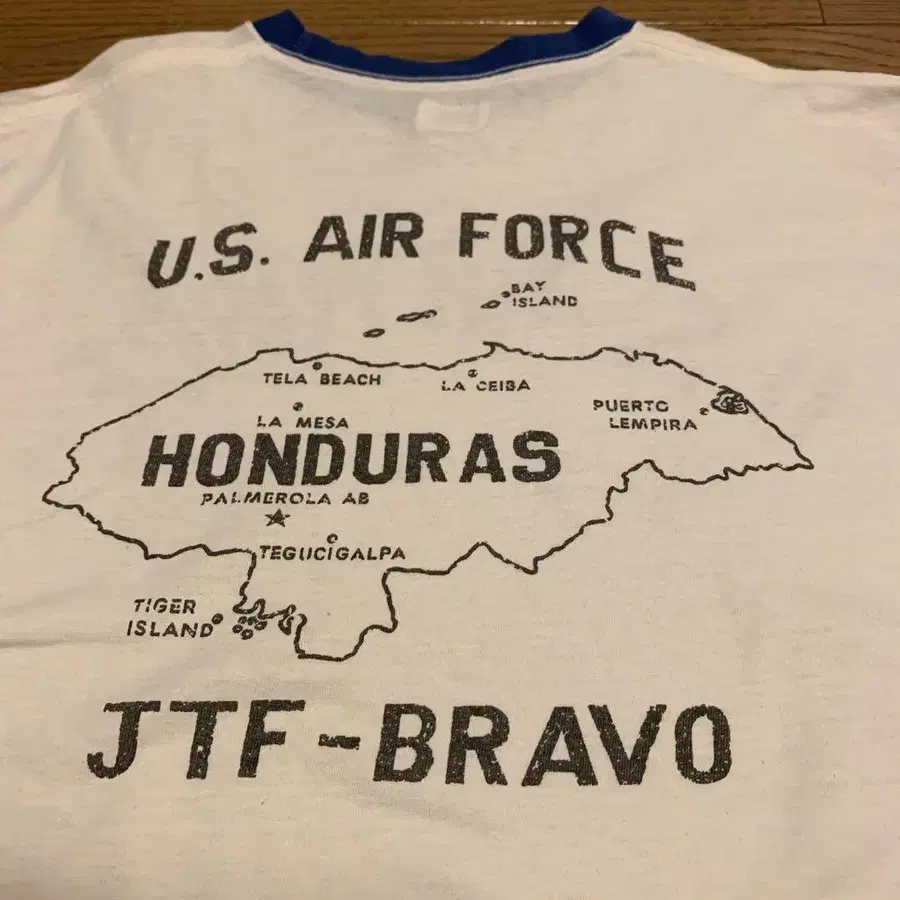 U.S. AIR FORCE
BAY
ISLAND
TELA BEACH
LA CEIBA
PUERTO
LEMPIRA
LA MESA
HONDURAS
PALMEROLA AB
TEGUCIGALPA
TIGER
ISLAND
JTF-BRAVO